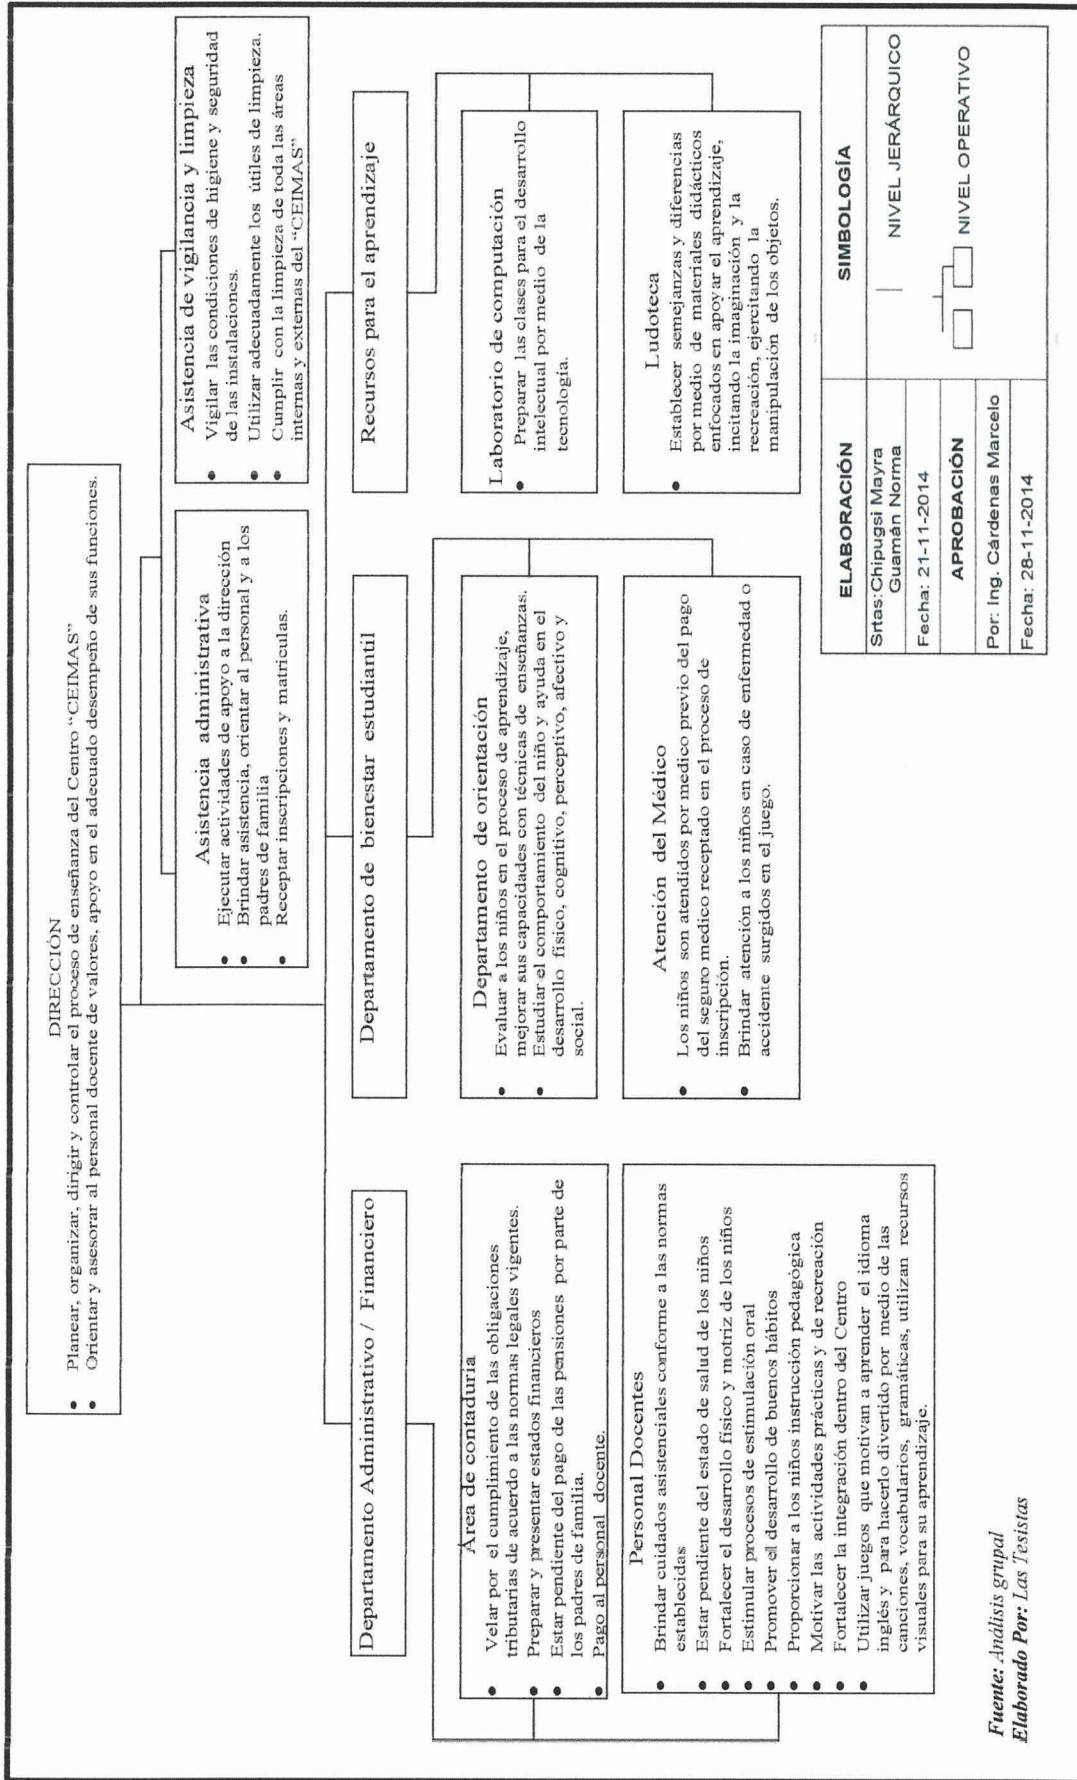 DIRECCIÓN
• Planear, organizar, dirigir y controlar el proceso de enseñanza del Centro “CEIMAS”
• Orientar y asesorar al personal docente de valores, apoyo en el adecuado desempeño de sus funciones.
Asistencia administrativa
• Ejecutar actividades de apoyo a la dirección
• Brindar asistencia, orientar al personal y a los
padres de familia
• Receptar inscripciones y matriculas.
Asistencia de vigilancia y limpieza
• Vigilar las condiciones de higiene y seguridad
de las instalaciones.
• Utilizar adecuadamente los útiles de limpieza.
• Cumplir con la limpieza de toda las áreas
internas y externas del “CEIMAS”
Departamento Administrativo / Financiero
Departamento de bienestar estudiantil
Recursos para el aprendizaje
Área de contaduría
• Velar por el cumplimiento de las obligaciones
tributarias de acuerdo a las normas legales vigentes.
• Preparar y presentar estados financieros
• Estar pendiente del pago de las pensiones por parte de
los padres de familia.
• Pago al personal docente.
Personal Docentes
• Brindar cuidados asistenciales conforme a las normas
establecidas
• Estar pendiente del estado de salud de los niños
• Fortalecer el desarrollo físico y motriz de los niños
• Estimular procesos de estimulación oral
• Promover el desarrollo de buenos hábitos
• Proporcionar a los niños instrucción pedagógica
• Motivar las actividades prácticas y de recreación
• Fortalecer la integración dentro del Centro
• Utilizar juegos que motivan a aprender el idioma
inglés y para hacerlo divertido por medio de las
canciones, vocabularios, gramáticas, utilizan recursos
visuales para su aprendizaje.
Departamento de orientación
• Evaluar a los niños en el proceso de aprendizaje,
mejorar sus capacidades con técnicas de enseñanzas.
• Estudiar el comportamiento del niño y ayuda en el
desarrollo físico, cognitivo, perceptivo, afectivo y
social.
Atención del Médico
• Los niños son atendidos por medico previo del pago
del seguro medico receptado en el proceso de
inscripción.
• Brindar atención a los niños en caso de enfermedad o
accidente surgidos en el juego.
Laboratorio de computación
• Preparar las clases para el desarrollo
intelectual por medio de la
tecnología.
Ludoteca
• Establecer semejanzas y diferencias
por medio de materiales didácticos
enfocados en apoyar el aprendizaje,
incitando la imaginación y la
recreación, ejercitando la
manipulación de los objetos.
ELABORACIÓN
Srtas:Chipugsi Mayra
Guamán Norma
Fecha: 21-11-2014
APROBACIÓN
Por: Ing. Cárdenas Marcelo
Fecha: 28-11-2014
SIMBOLOGÍA
NIVEL JERÁRQUICO
NIVEL OPERATIVO
Fuente: Análisis grupal
Elaborado Por: Las Tesistas